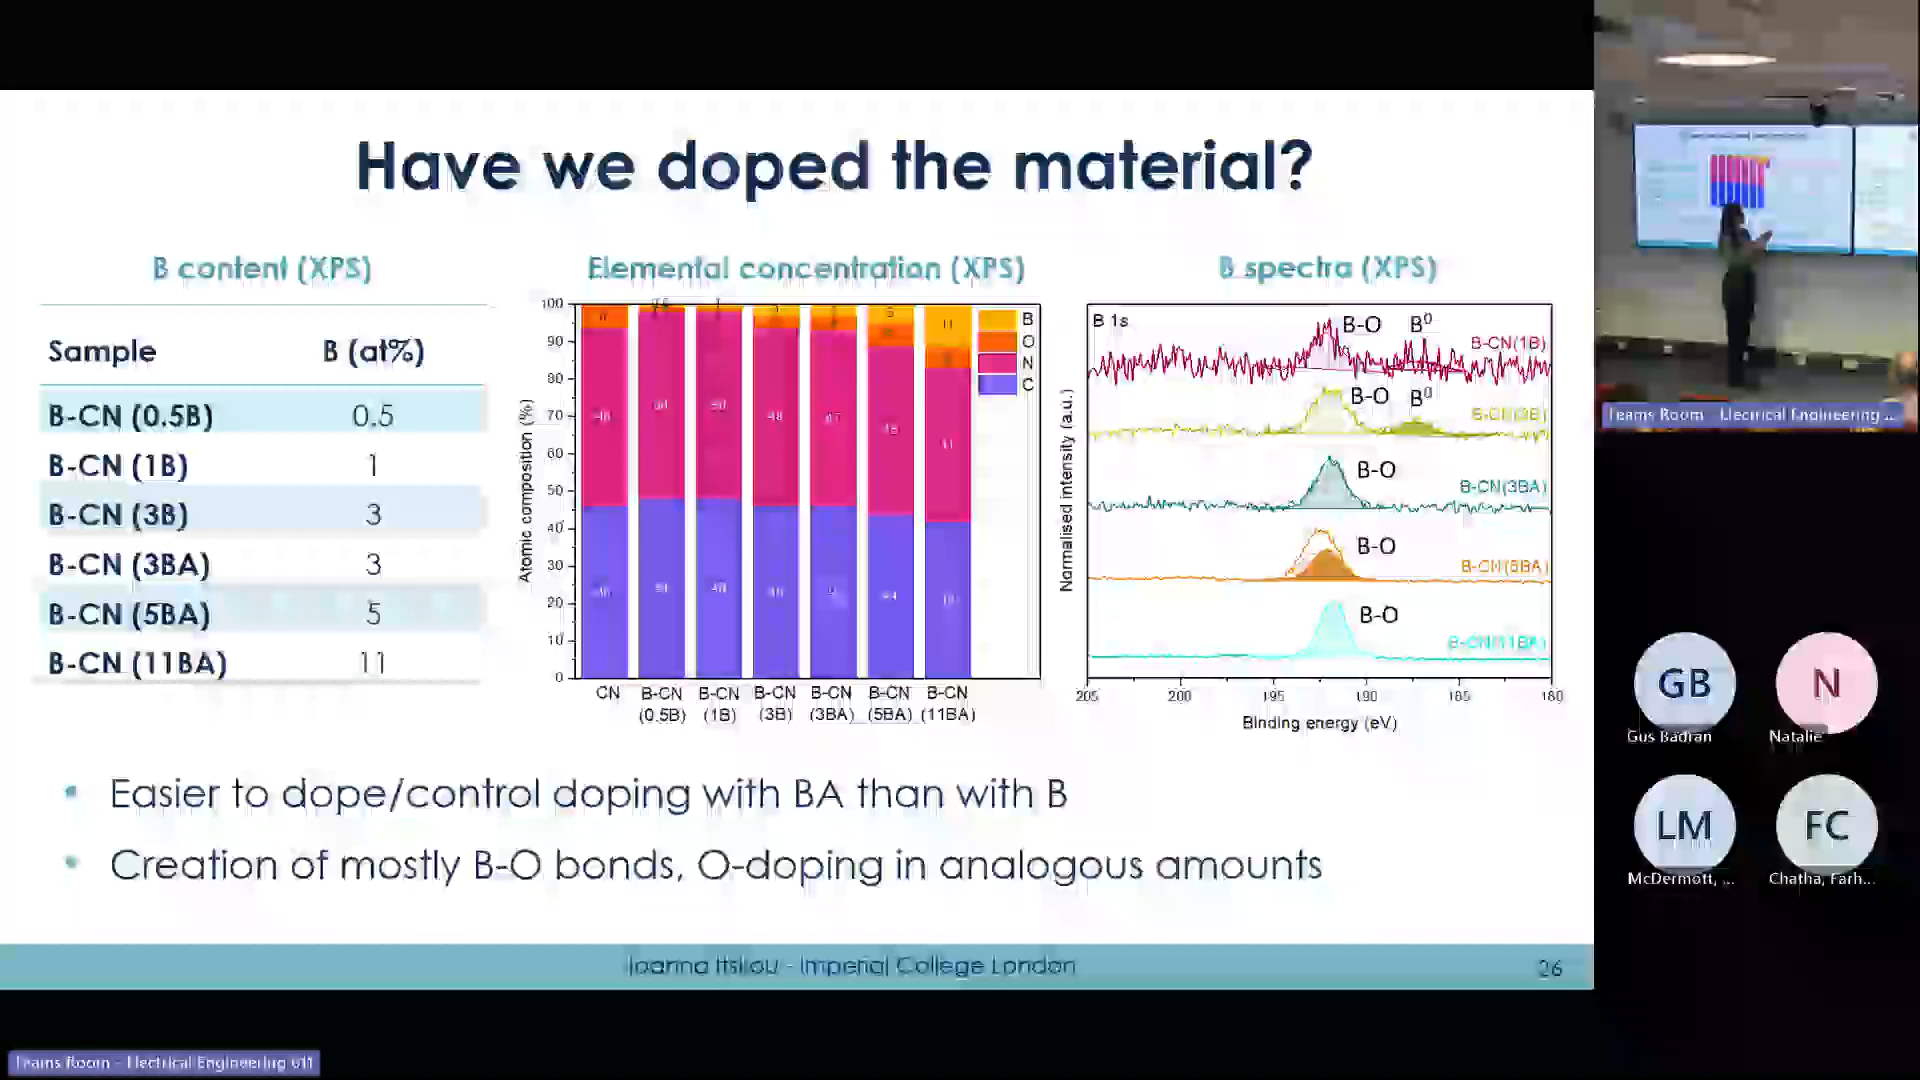 Have we doped the material?
B content (XPS)
Sample B (at%)
B-CN (0.5B) 0.5
B-CN (1B) 1
B-CN (3B) 3
B-CN (3BA) 3
B-CN (5BA) 5
B-CN (11BA) 11
Elemental concentration (XPS)
Atomic composition (%)
100
90
80
70
60
50
40
30
20
10
0
B
O
N
C
11
44
CN B-CN B-CN B-CN B-CN B-CN B-CN
(0.5B) (1B) (3B) (3BA) (5BA) (11BA)
B spectra (XPS)
Normalised intensity (a.u.)
B 1s
B-O B⁰ B-CN(1B)
B-O B⁰ B-CN(3B)
B-O B-CN(3BA)
B-O B-CN(5BA)
B-O B-CN(11BA)
205 200 195 190 185 180
Binding energy (eV)
• Easier to dope/control doping with BA than with B
• Creation of mostly B-O bonds, O-doping in analogous amounts
Imperial College London
26
Teams Room - Electrical Engineering ...
GB
Gus Badran
N
Natalie
LM
McDermott, ...
FC
Chatha, Farh...
Teams Room - Electrical Engineering 611